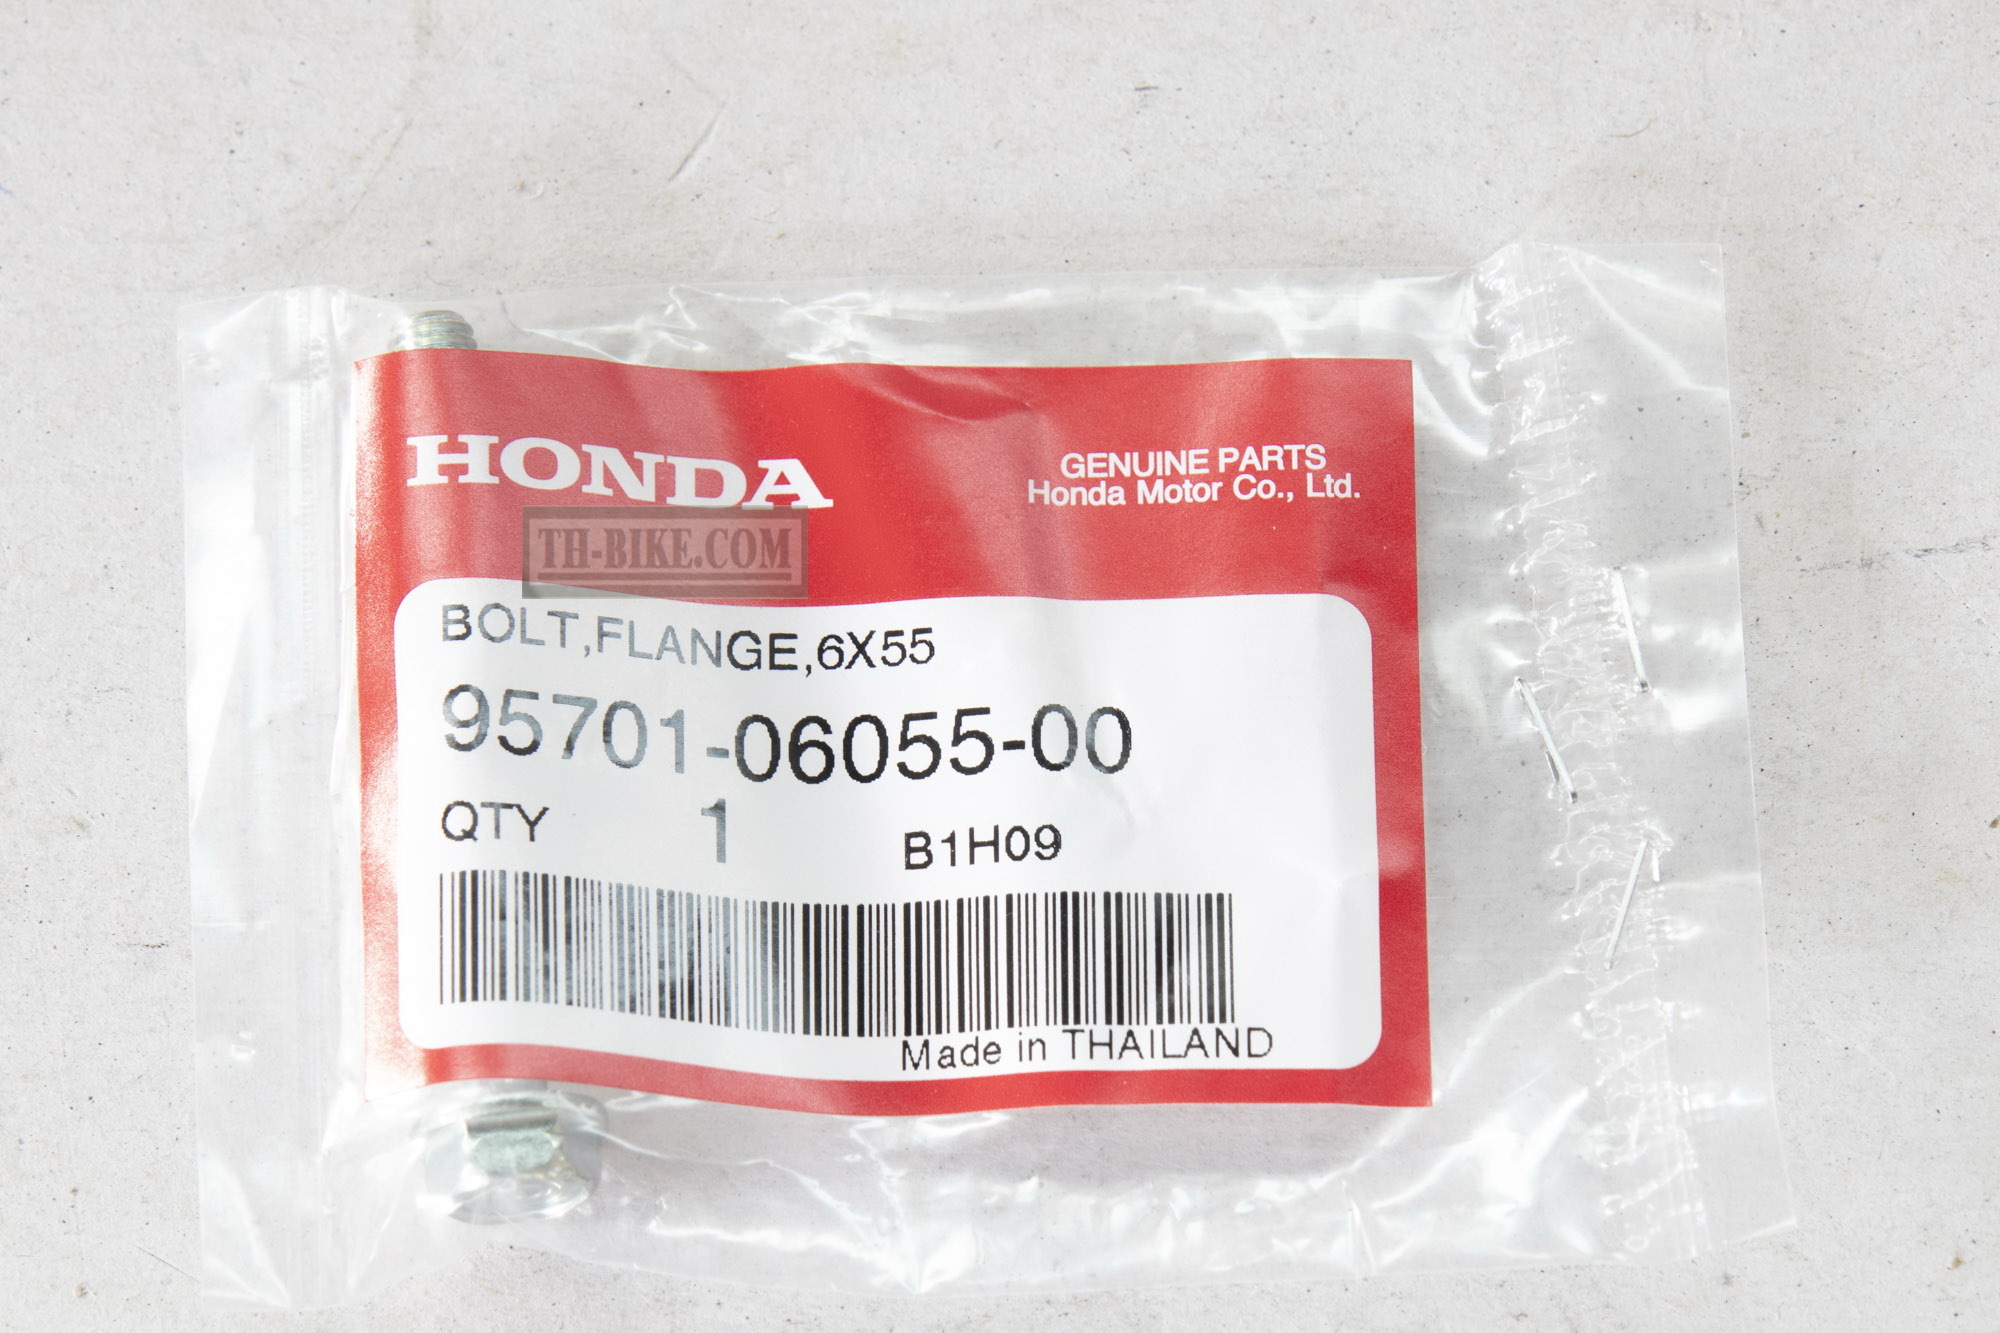 HONDA
GENUINE PARTS
Honda Motor Co., Ltd.
TH-BIKE.COM
BOLT,FLANGE,6X55
95701-06055-00
QTY 1 B1H09
Made in THAILAND